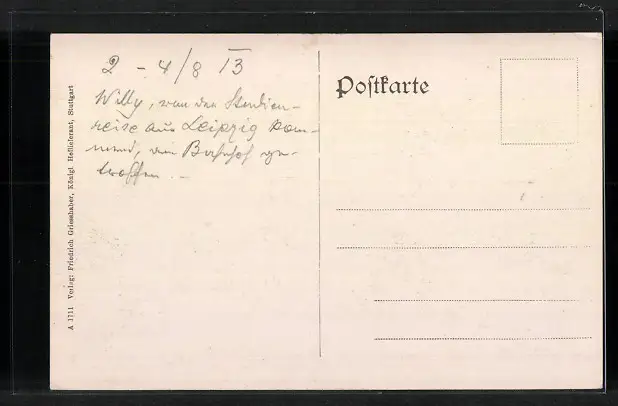 2 - 4/8 13
Willy, von der Studien-
reise aus Leipzig kom-
mend, am Bahnhof ge-
troffen. -
Postkarte
A 1711 Verlag: Friedrich Griesshaber, Königl. Hoflieferant, Stuttgart